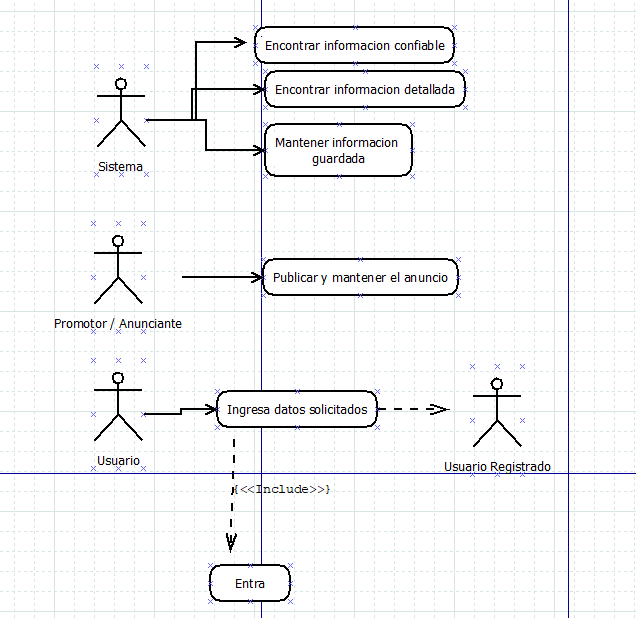 Encontrar informacion confiable
Encontrar informacion detallada
Mantener informacion
guardada
Sistema
Publicar y mantener el anuncio
Promotor / Anunciante
Ingresa datos solicitados
Usuario
Usuario Registrado
{<<Include>>}
Entra